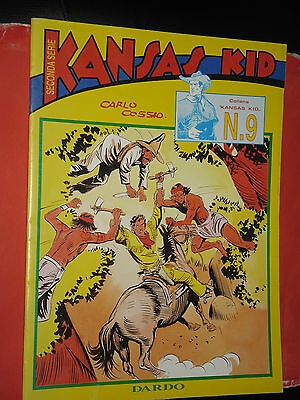 SECONDA SERIE
KANSAS KID
CARLO
COSSIO.
Collana
"KANSAS KID"
N.9
DARDO